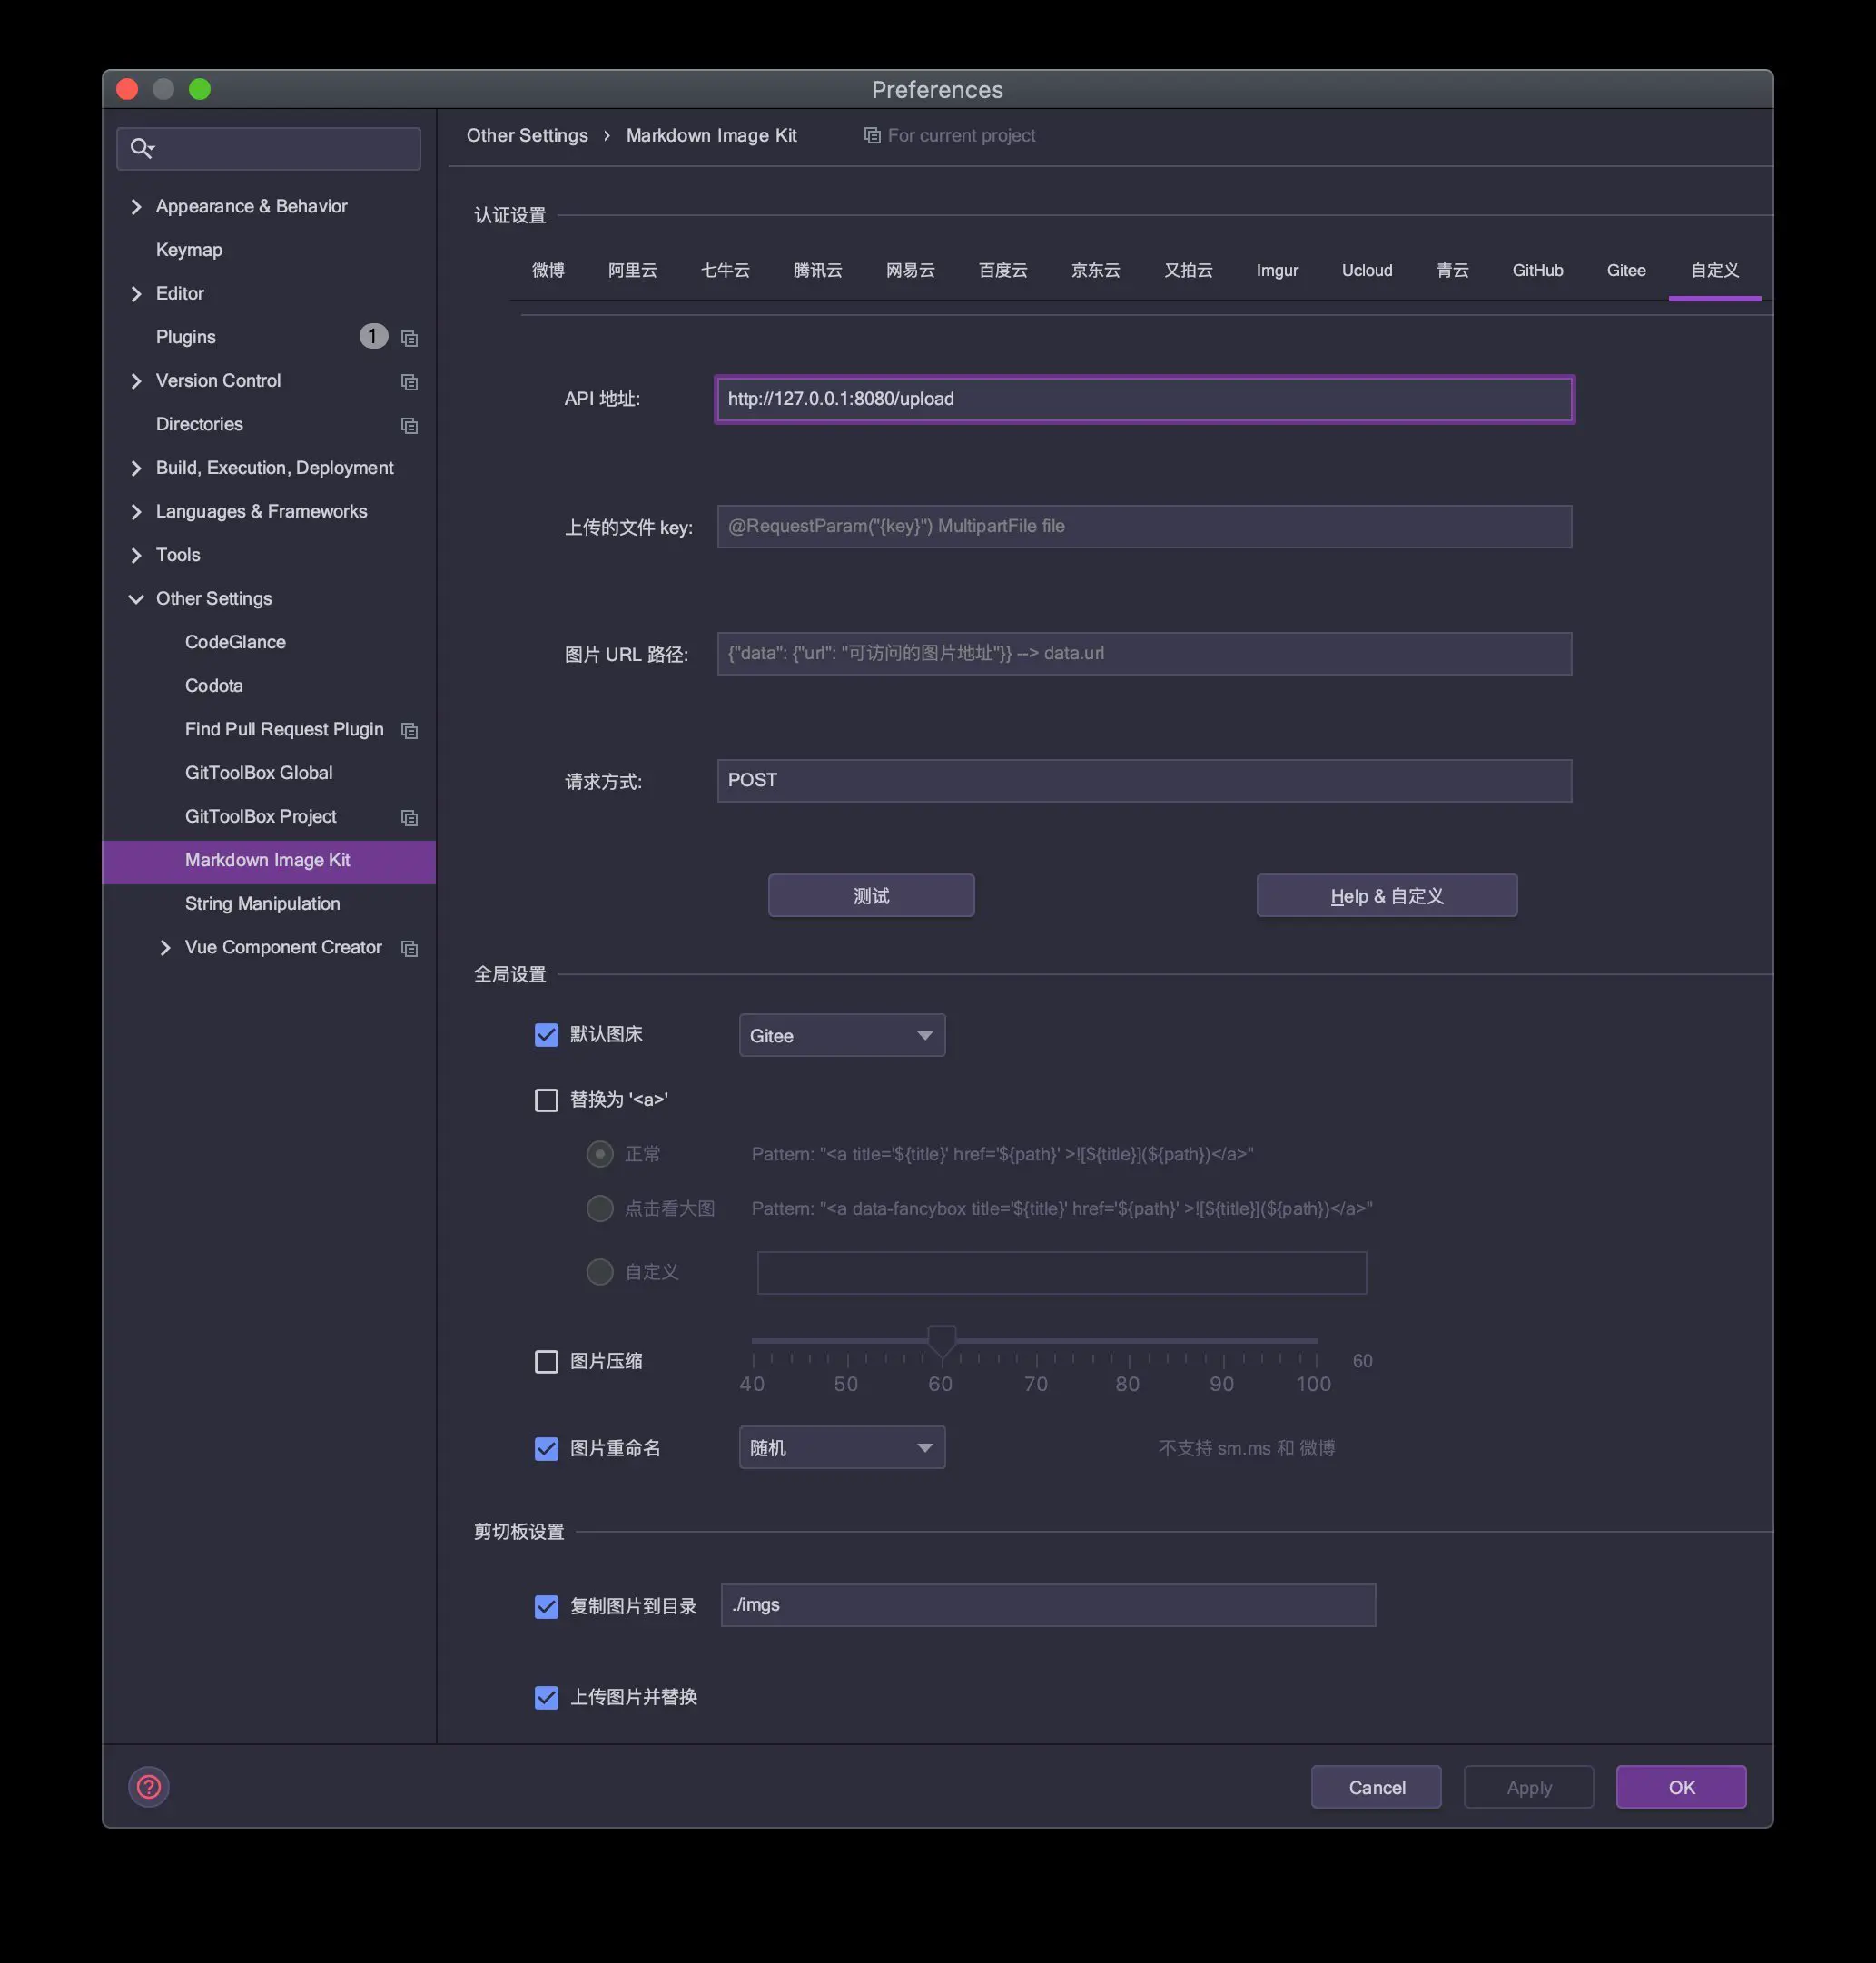 Preferences
Appearance & Behavior
Keymap
Editor
Plugins 1
Version Control
Directories
Build, Execution, Deployment
Languages & Frameworks
Tools
Other Settings
CodeGlance
Codota
Find Pull Request Plugin
GitToolBox Global
GitToolBox Project
Markdown Image Kit
String Manipulation
Vue Component Creator
Other Settings › Markdown Image Kit For current project
认证设置
微博 阿里云 七牛云 腾讯云 网易云 百度云 京东云 又拍云 Imgur Ucloud 青云 GitHub Gitee 自定义
API 地址: http://127.0.0.1:8080/upload
上传的文件 key: @RequestParam("{key}") MultipartFile file
图片 URL 路径: {"data": {"url": "可访问的图片地址"}} --> data.url
请求方式: POST
测试 Help & 自定义
全局设置
默认图床 Gitee
替换为 '<a>'
正常 Pattern: "<a title='${title}' href='${path}' >![${title}](${path})</a>"
点击看大图 Pattern: "<a data-fancybox title='${title}' href='${path}' >![${title}](${path})</a>"
自定义
图片压缩 60
40 50 60 70 80 90 100
图片重命名 随机 不支持 sm.ms 和 微博
剪切板设置
复制图片到目录 ./imgs
上传图片并替换
? Cancel Apply OK